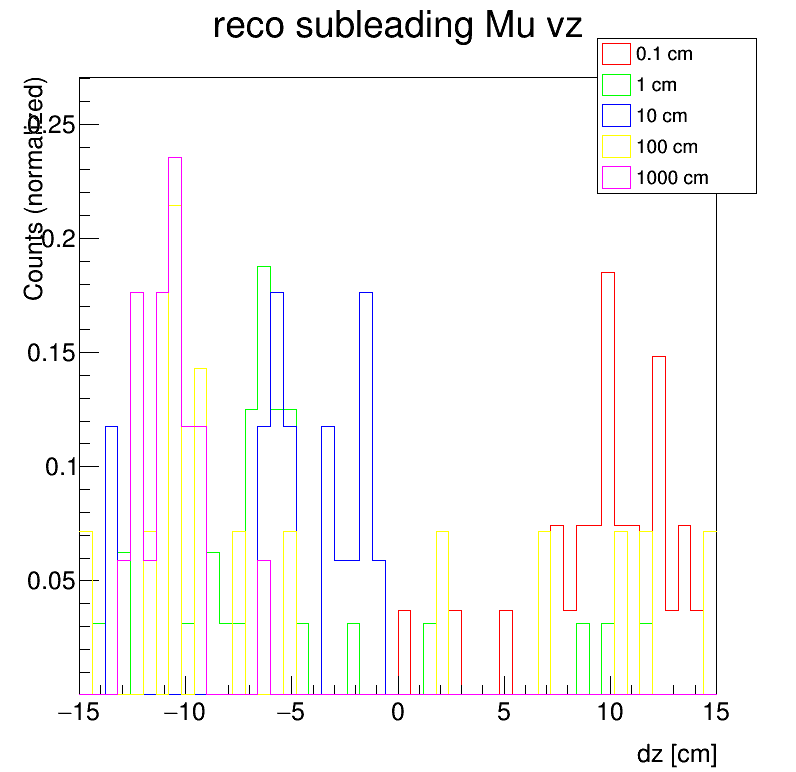 reco subleading Mu vz
0.1 cm
1 cm
10 cm
100 cm
1000 cm
Counts (normalized)
0.25
0.2
0.15
0.1
0.05
−15 −10 −5 0 5 10 15
dz [cm]